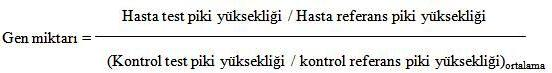 Hasta test piki yüksekliği / Hasta referans piki yüksekliği
Gen miktarı =
(Kontrol test piki yüksekliği / kontrol referans piki yüksekliği)ortalama